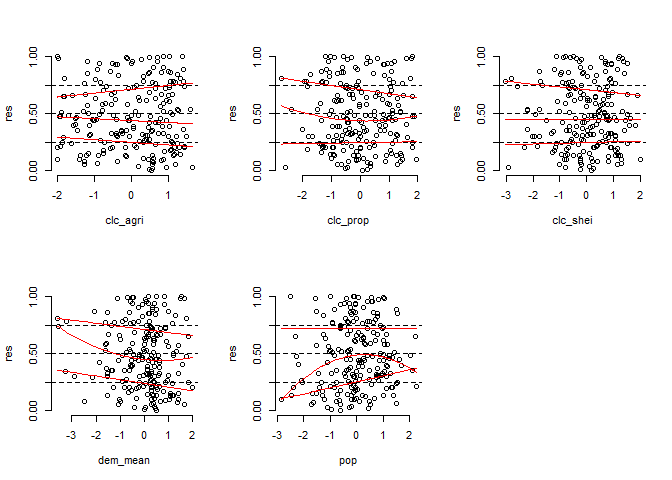 res
0.00 0.50 1.00
-2 -1 0 1
clc_agri
res
0.00 0.50 1.00
-2 -1 0 1 2
clc_prop
res
0.00 0.50 1.00
-3 -2 -1 0 1 2
clc_shei
res
0.00 0.50 1.00
-3 -2 -1 0 1 2
dem_mean
res
0.00 0.50 1.00
-3 -2 -1 0 1 2
pop